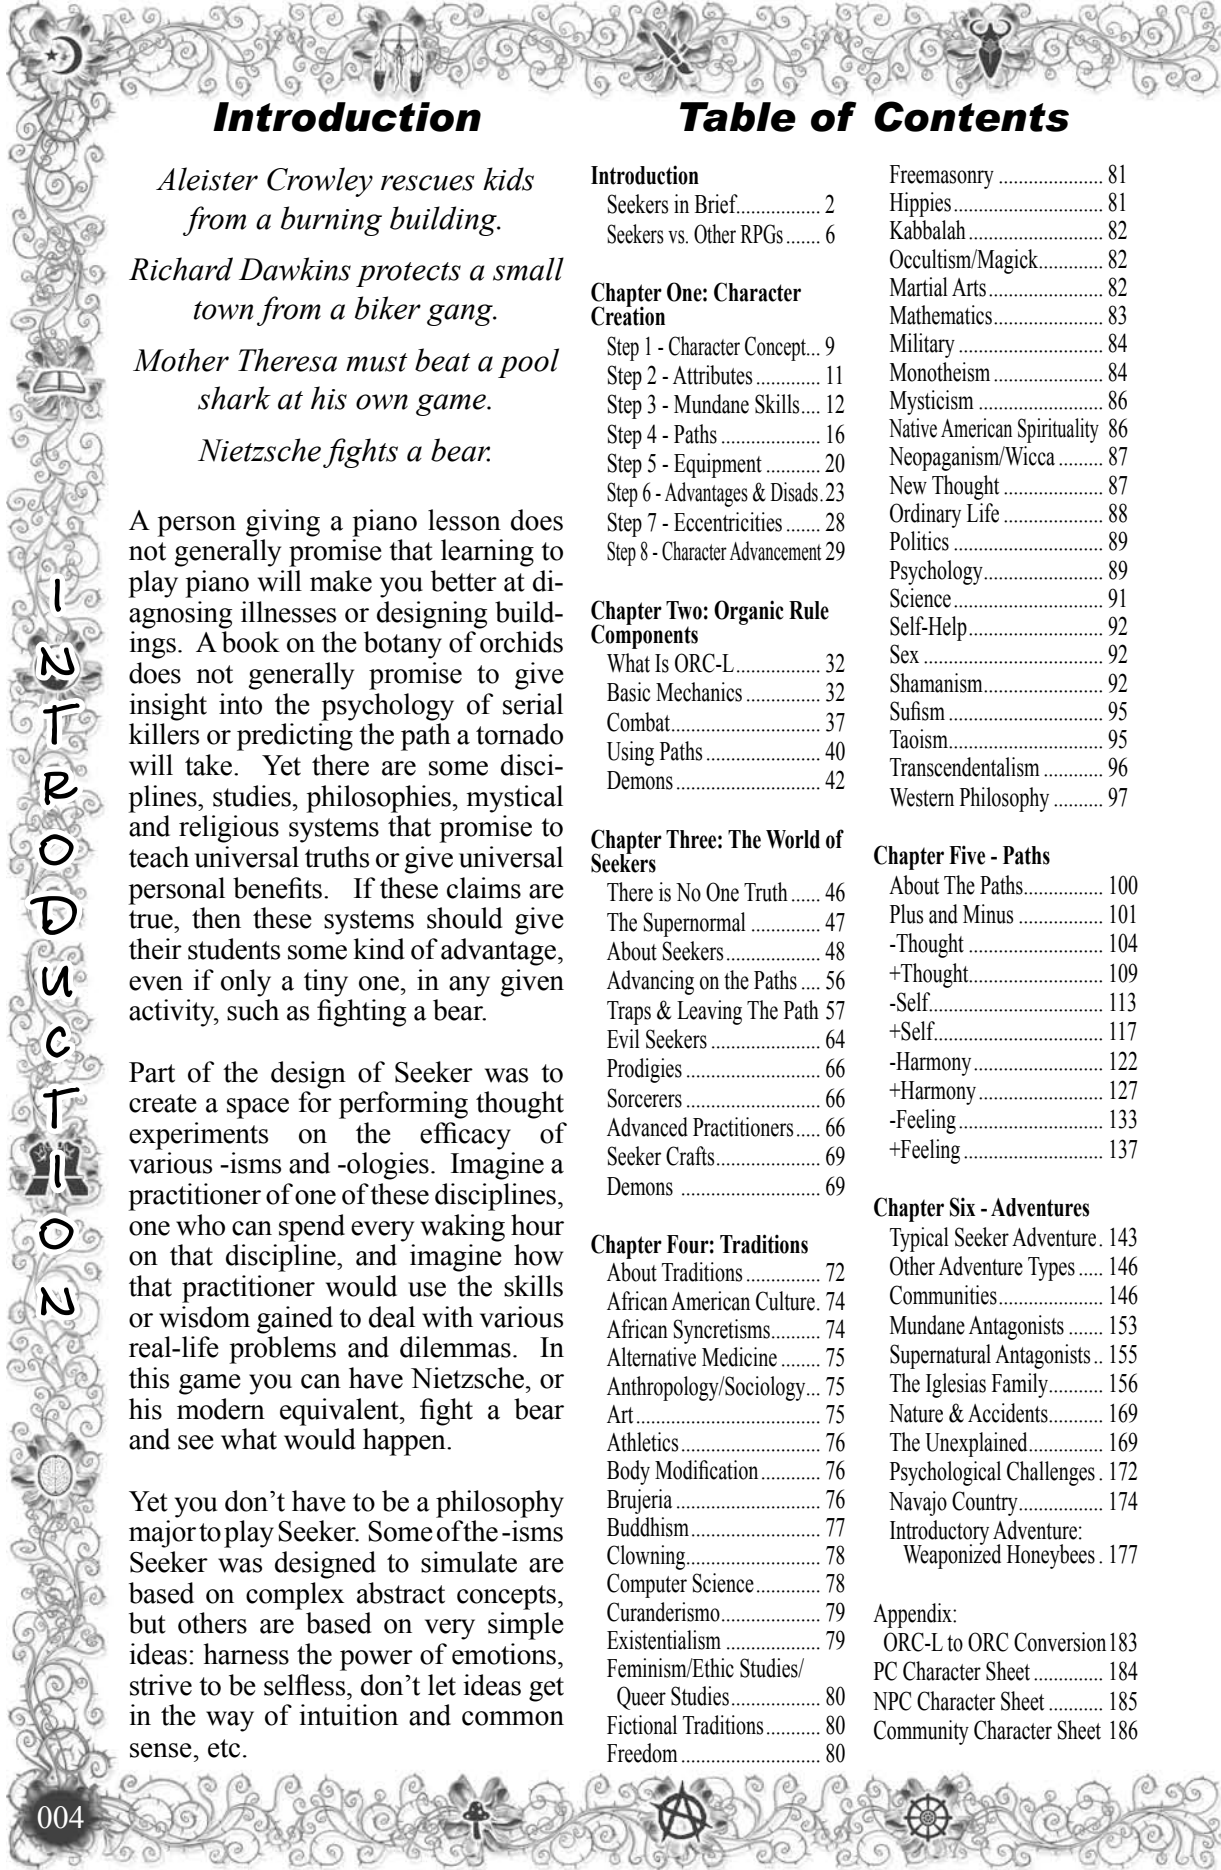 Introduction
Aleister Crowley rescues kids
from a burning building.
Richard Dawkins protects a small
town from a biker gang.
Mother Theresa must beat a pool
shark at his own game.
Nietzsche fights a bear.
A person giving a piano lesson does
not generally promise that learning to
play piano will make you better at di-
agnosing illnesses or designing build-
ings.  A book on the botany of orchids
does not generally promise to give
insight into the psychology of serial
killers or predicting the path a tornado
will take.  Yet there are some disci-
plines, studies, philosophies, mystical
and religious systems that promise to
teach universal truths or give universal
personal benefits.  If these claims are
true, then these systems should give
their students some kind of advantage,
even if only a tiny one, in any given
activity, such as fighting a bear.
Part of the design of Seeker was to
create a space for performing thought
experiments on the efficacy of
various -isms and -ologies.  Imagine a
practitioner of one of these disciplines,
one who can spend every waking hour
on that discipline, and imagine how
that practitioner would use the skills
or wisdom gained to deal with various
real-life problems and dilemmas.  In
this game you can have Nietzsche, or
his modern equivalent, fight a bear
and see what would happen.
Yet you don’t have to be a philosophy
major to play Seeker. Some of the -isms
Seeker was designed to simulate are
based on complex abstract concepts,
but others are based on very simple
ideas: harness the power of emotions,
strive to be selfless, don’t let ideas get
in the way of intuition and common
sense, etc.
Table of Contents
Introduction
Seekers in Brief................. 2
Seekers vs. Other RPGs....... 6
Chapter One: Character
Creation
Step 1 - Character Concept... 9
Step 2 - Attributes............. 11
Step 3 - Mundane Skills.... 12
Step 4 - Paths .................... 16
Step 5 - Equipment ........... 20
Step 6 - Advantages & Disads.23
Step 7 - Eccentricities ....... 28
Step 8 - Character Advancement 29
Chapter Two: Organic Rule
Components
What Is ORC-L................. 32
Basic Mechanics ............... 32
Combat.............................. 37
Using Paths ....................... 40
Demons............................. 42
Chapter Three: The World of
Seekers
There is No One Truth ...... 46
The Supernormal .............. 47
About Seekers................... 48
Advancing on the Paths .... 56
Traps & Leaving The Path 57
Evil Seekers ...................... 64
Prodigies ........................... 66
Sorcerers ........................... 66
Advanced Practitioners..... 66
Seeker Crafts..................... 69
Demons ............................ 69
Chapter Four: Traditions
About Traditions ............... 72
African American Culture. 74
African Syncretisms.......... 74
Alternative Medicine ........ 75
Anthropology/Sociology... 75
Art..................................... 75
Athletics............................ 76
Body Modification............ 76
Brujeria ............................. 76
Buddhism.......................... 77
Clowning........................... 78
Computer Science............. 78
Curanderismo.................... 79
Existentialism ................... 79
Feminism/Ethic Studies/
Queer Studies.................. 80
Fictional Traditions........... 80
Freedom ............................ 80
Freemasonry ..................... 81
Hippies.............................. 81
Kabbalah........................... 82
Occultism/Magick............. 82
Martial Arts....................... 82
Mathematics...................... 83
Military ............................. 84
Monotheism ...................... 84
Mysticism ......................... 86
Native American Spirituality 86
Neopaganism/Wicca ......... 87
New Thought .................... 87
Ordinary Life .................... 88
Politics .............................. 89
Psychology........................ 89
Science.............................. 91
Self-Help........................... 92
Sex .................................... 92
Shamanism........................ 92
Sufism ............................... 95
Taoism............................... 95
Transcendentalism ............ 96
Western Philosophy .......... 97
Chapter Five - Paths
About The Paths................ 100
Plus and Minus ................. 101
-Thought ........................... 104
+Thought........................... 109
-Self................................... 113
+Self.................................. 117
-Harmony.......................... 122
+Harmony......................... 127
-Feeling............................. 133
+Feeling ............................ 137
Chapter Six - Adventures
Typical Seeker Adventure. 143
Other Adventure Types ..... 146
Communities..................... 146
Mundane Antagonists ....... 153
Supernatural Antagonists.. 155
The Iglesias Family........... 156
Nature & Accidents........... 169
The Unexplained............... 169
Psychological Challenges . 172
Navajo Country................. 174
Introductory Adventure:
Weaponized Honeybees . 177
Appendix:
ORC-L to ORC Conversion183
PC Character Sheet .............. 184
NPC Character Sheet ........... 185
Community Character Sheet 186
INTRODUCTION
004